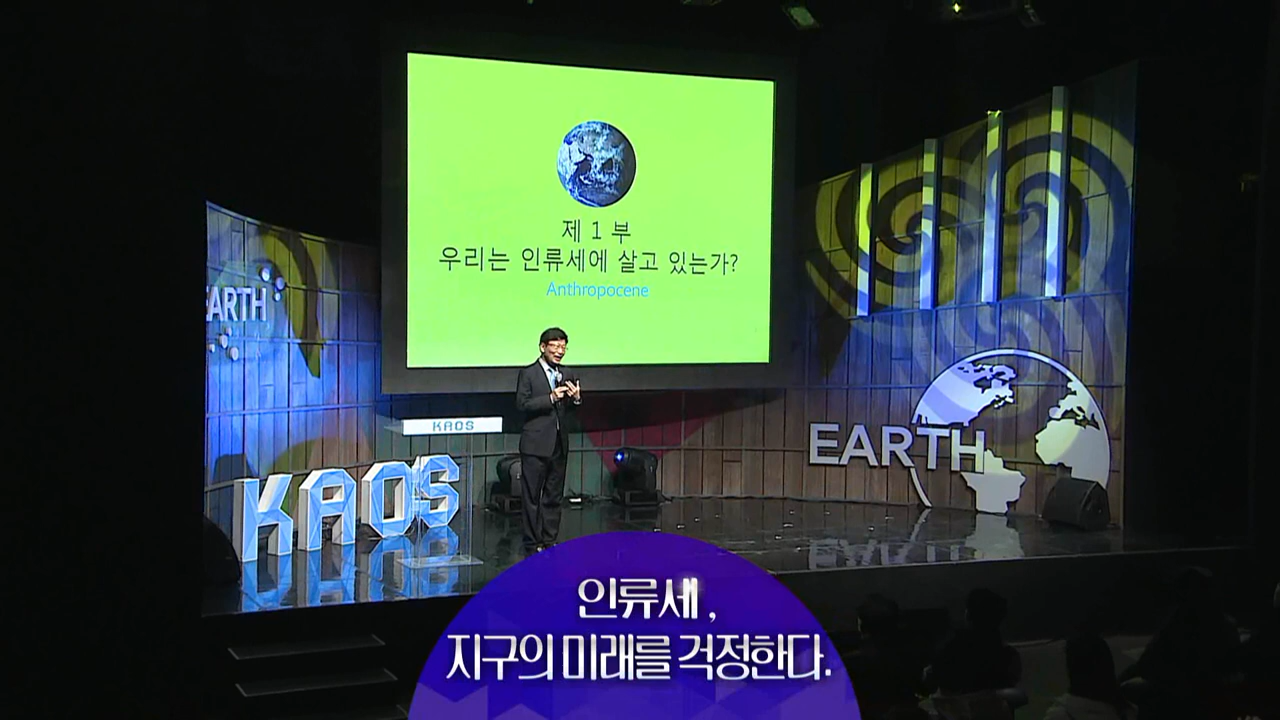 제 1 부
우리는 인류세에 살고 있는가?
Anthropocene
EARTH
KAOS
KAOS
EARTH
인류세,
지구의 미래를 걱정한다.